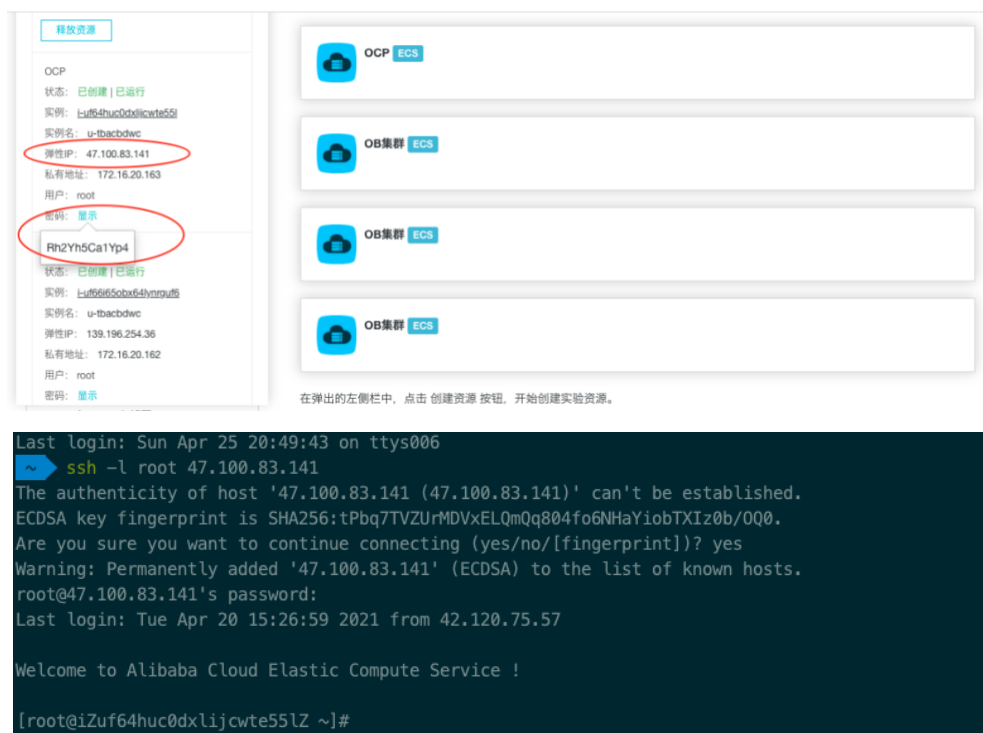 释放资源
OCP
状态： 已创建 | 已运行
实例： i-uf64huc0dxlijcwte55l
实例名： u-tbacbdwc
弹性IP： 47.100.83.141
私有地址： 172.16.20.163
用户： root
密码： 显示
Rh2Yh5Ca1Yp4
状态： 已创建 | 已运行
实例： i-uf66i65obx64lynrguf6
实例名： u-tbacbdwc
弹性IP： 139.196.254.36
私有地址： 172.16.20.162
用户： root
密码： 显示
OCP ECS
OB集群 ECS
OB集群 ECS
OB集群 ECS
在弹出的左侧栏中，点击 创建资源 按钮，开始创建实验资源。
Last login: Sun Apr 25 20:49:43 on ttys006
~ ssh -l root 47.100.83.141
The authenticity of host '47.100.83.141 (47.100.83.141)' can't be established.
ECDSA key fingerprint is SHA256:tPbq7TVZUrMDVxELQmQq804fo6NHaYiobTXIz0b/OQ0.
Are you sure you want to continue connecting (yes/no/[fingerprint])? yes
Warning: Permanently added '47.100.83.141' (ECDSA) to the list of known hosts.
root@47.100.83.141's password:
Last login: Tue Apr 20 15:26:59 2021 from 42.120.75.57
Welcome to Alibaba Cloud Elastic Compute Service !
[root@iZuf64huc0dxlijcwte55lZ ~]#